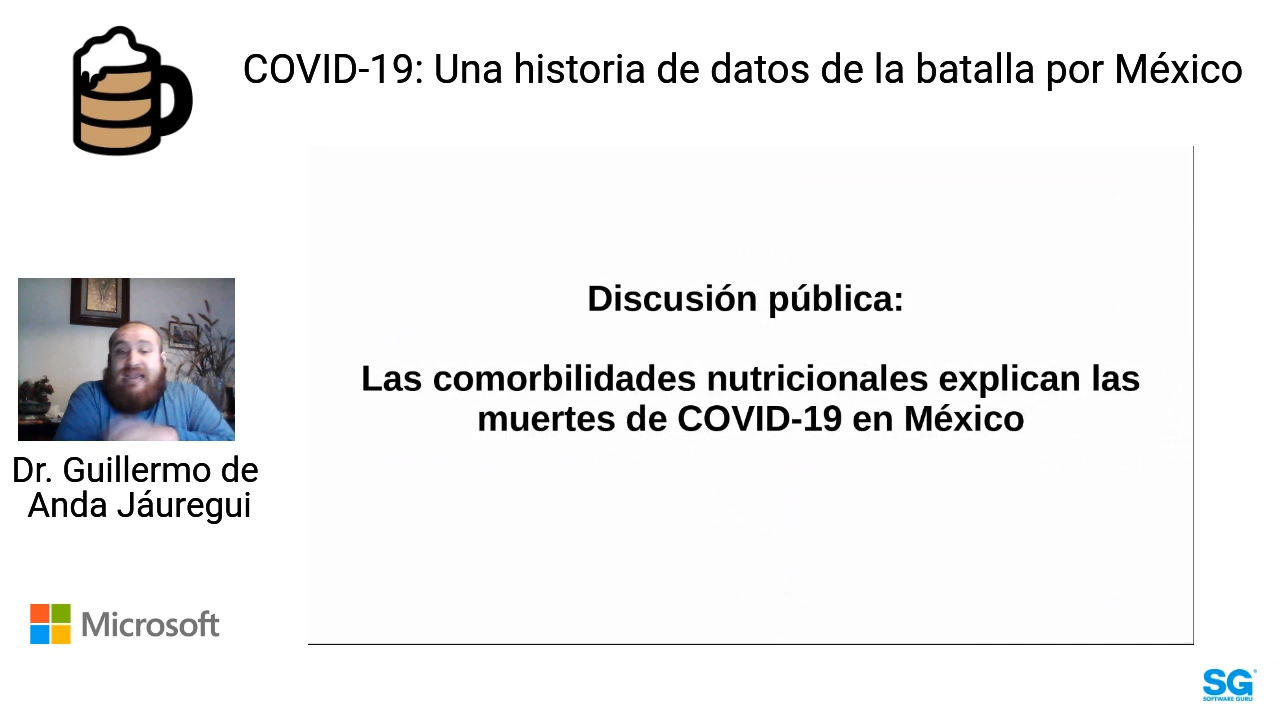 COVID-19: Una historia de datos de la batalla por México
Discusión pública:
Las comorbilidades nutricionales explican las
muertes de COVID-19 en México
Dr. Guillermo de
Anda Jáuregui
Microsoft
SG
SOFTWARE GURU